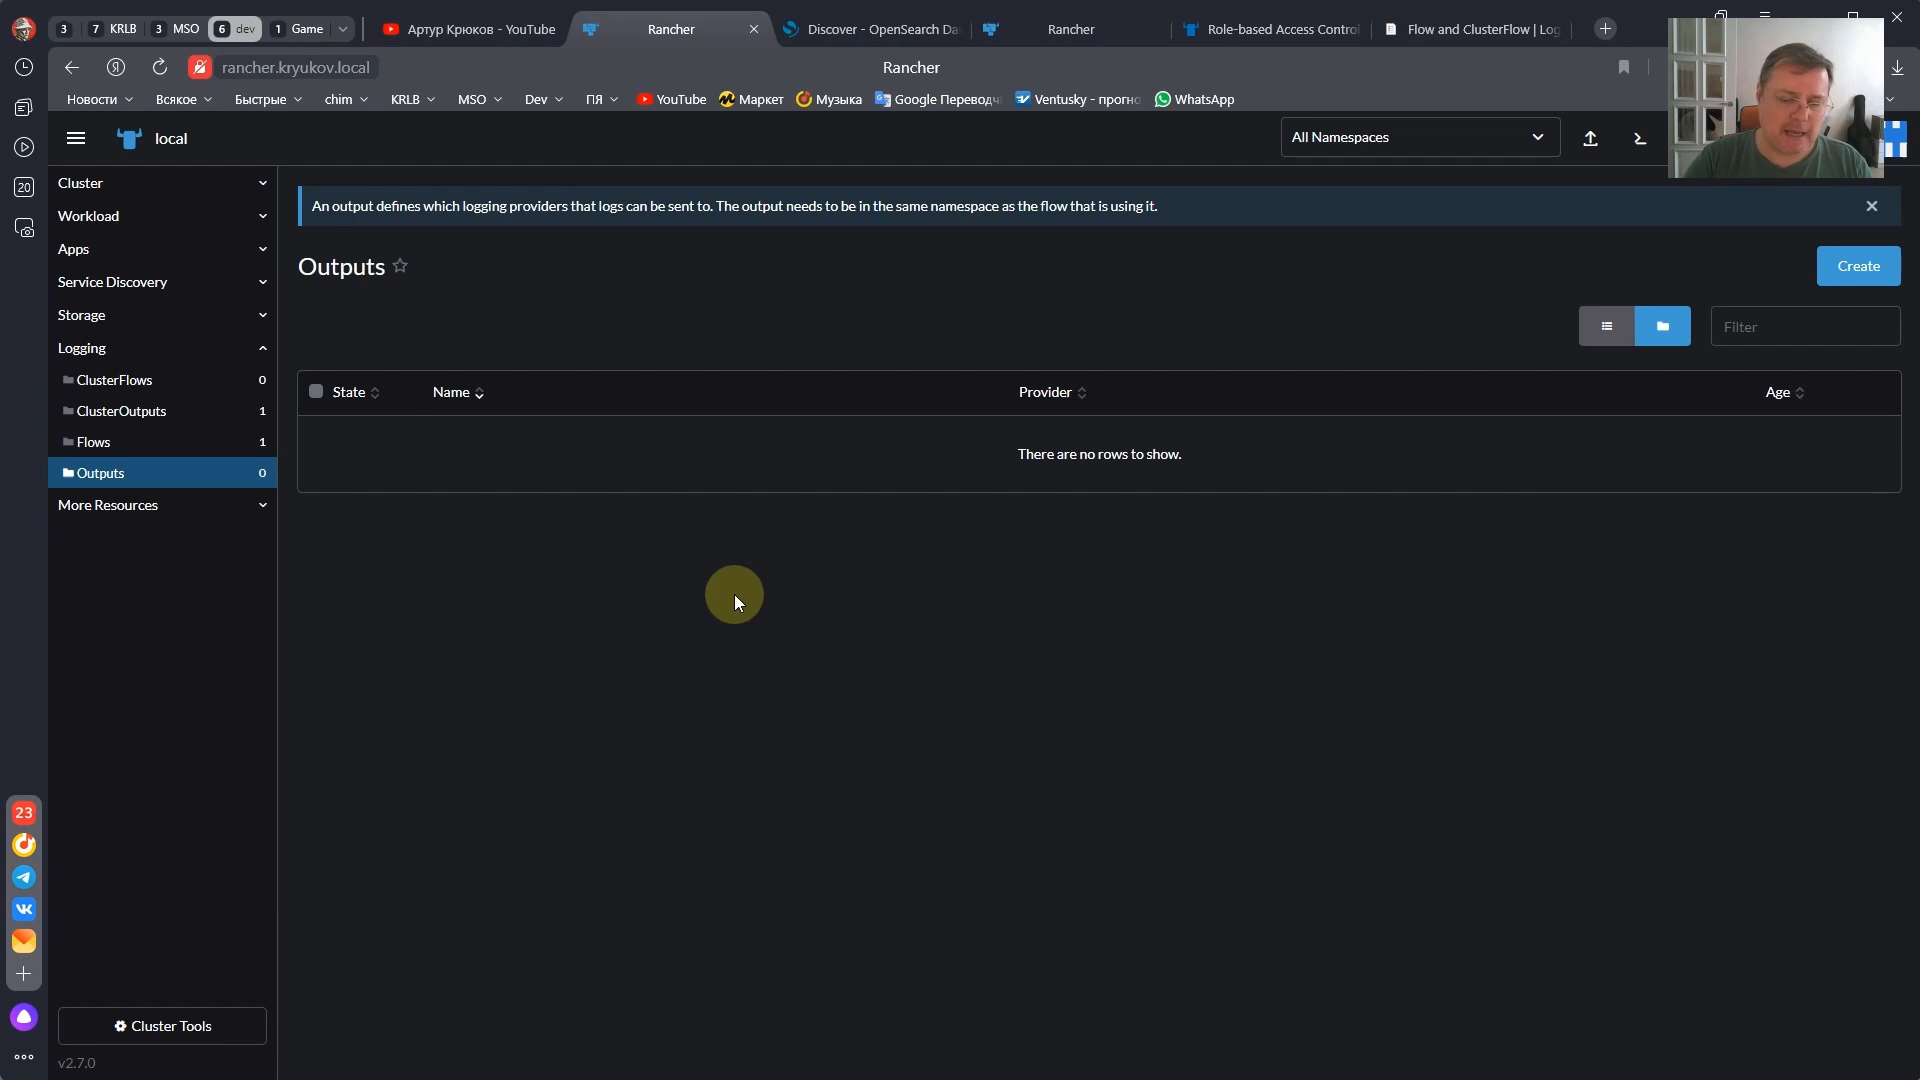 3
7 KRLB
3 MSO
6 dev
1 Game
Артур Крюков - YouTube
Rancher
Discover - OpenSearch Da
Rancher
Role-based Access Control
Flow and ClusterFlow | Log
rancher.kryukov.local
Rancher
Новости
Всякое
Быстрые
chim
KRLB
MSO
Dev
ПЯ
YouTube
Маркет
Музыка
Google Переводч
Ventusky - прогно
WhatsApp
20
local
All Namespaces
Cluster
Workload
Apps
Service Discovery
Storage
Logging
ClusterFlows 0
ClusterOutputs 1
Flows 1
Outputs 0
More Resources
An output defines which logging providers that logs can be sent to. The output needs to be in the same namespace as the flow that is using it.
Outputs
Create
Filter
State Name Provider Age
There are no rows to show.
23
Cluster Tools
v2.7.0